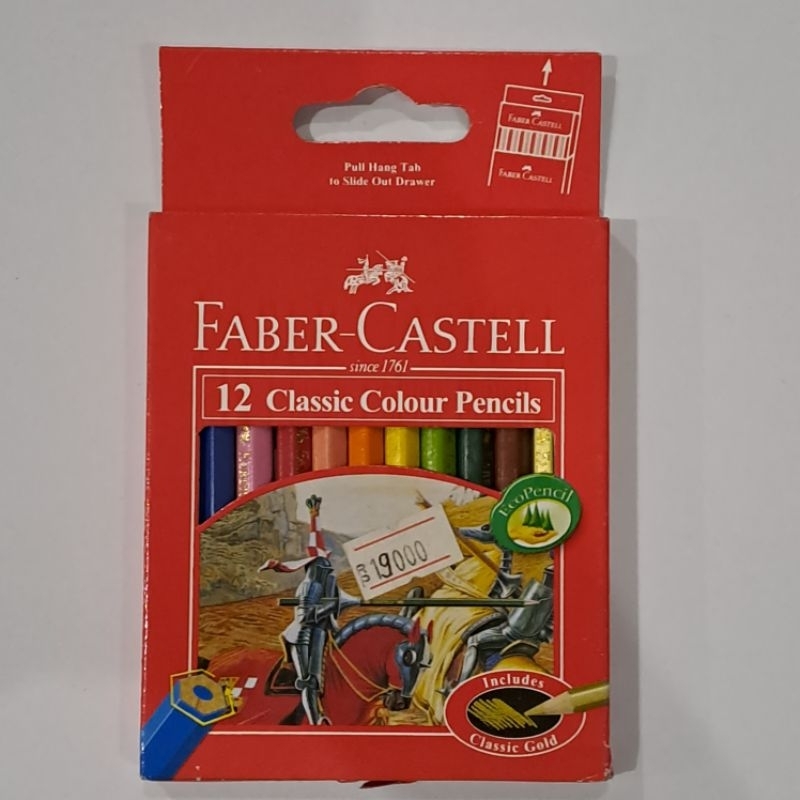 FABER-CASTELL
FABER-CASTELL
Pull Hang Tab
to Slide Out Drawer
FABER-CASTELL
since 1761
12 Classic Colour Pencils
EcoPencil
19000
Includes
Classic Gold